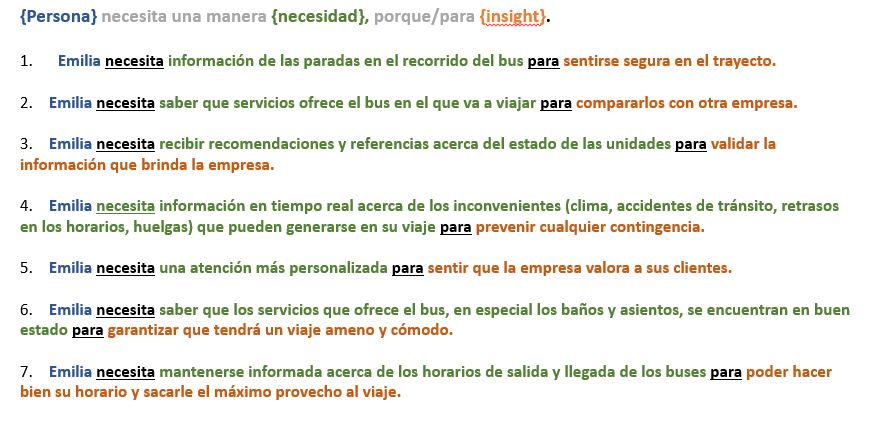 {Persona} necesita una manera {necesidad}, porque/para {insight}.
1. Emilia necesita información de las paradas en el recorrido del bus para sentirse segura en el trayecto.
2. Emilia necesita saber que servicios ofrece el bus en el que va a viajar para compararlos con otra empresa.
3. Emilia necesita recibir recomendaciones y referencias acerca del estado de las unidades para validar la
información que brinda la empresa.
4. Emilia necesita información en tiempo real acerca de los inconvenientes (clima, accidentes de tránsito, retrasos
en los horarios, huelgas) que pueden generarse en su viaje para prevenir cualquier contingencia.
5. Emilia necesita una atención más personalizada para sentir que la empresa valora a sus clientes.
6. Emilia necesita saber que los servicios que ofrece el bus, en especial los baños y asientos, se encuentran en buen
estado para garantizar que tendrá un viaje ameno y cómodo.
7. Emilia necesita mantenerse informada acerca de los horarios de salida y llegada de los buses para poder hacer
bien su horario y sacarle el máximo provecho al viaje.